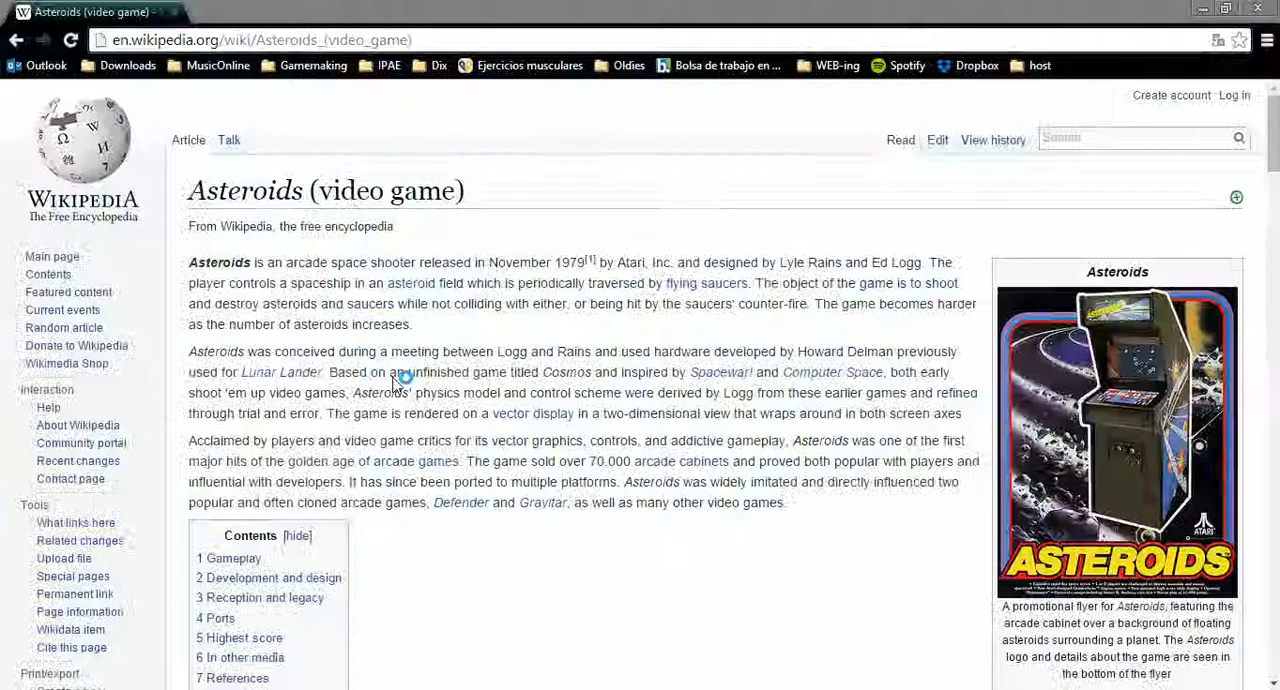 Asteroids (video game) -
en.wikipedia.org/wiki/Asteroids_(video_game)
Outlook Downloads MusicOnline Gamemaking IPAE Dix Ejercicios musculares Oldies Bolsa de trabajo en ... WEB-ing Spotify Dropbox host
Create account Log in
Article Talk Read Edit View history Search
WIKIPEDIA
The Free Encyclopedia
Main page
Contents
Featured content
Current events
Random article
Donate to Wikipedia
Wikimedia Shop
Interaction
Help
About Wikipedia
Community portal
Recent changes
Contact page
Tools
What links here
Related changes
Upload file
Special pages
Permanent link
Page information
Wikidata item
Cite this page
Print/export
Asteroids (video game)
From Wikipedia, the free encyclopedia
Asteroids is an arcade space shooter released in November 1979[1] by Atari, Inc. and designed by Lyle Rains and Ed Logg. The
player controls a spaceship in an asteroid field which is periodically traversed by flying saucers. The object of the game is to shoot
and destroy asteroids and saucers while not colliding with either, or being hit by the saucers' counter-fire. The game becomes harder
as the number of asteroids increases.
Asteroids was conceived during a meeting between Logg and Rains and used hardware developed by Howard Delman previously
used for Lunar Lander. Based on an unfinished game titled Cosmos and inspired by Spacewar! and Computer Space, both early
shoot 'em up video games, Asteroids' physics model and control scheme were derived by Logg from these earlier games and refined
through trial and error. The game is rendered on a vector display in a two-dimensional view that wraps around in both screen axes
Acclaimed by players and video game critics for its vector graphics, controls, and addictive gameplay, Asteroids was one of the first
major hits of the golden age of arcade games. The game sold over 70,000 arcade cabinets and proved both popular with players and
influential with developers. It has since been ported to multiple platforms. Asteroids was widely imitated and directly influenced two
popular and often cloned arcade games, Defender and Gravitar, as well as many other video games.
Contents [hide]
1 Gameplay
2 Development and design
3 Reception and legacy
4 Ports
5 Highest score
6 In other media
7 References
Asteroids
ATARI
ASTEROIDS
A promotional flyer for Asteroids, featuring the
arcade cabinet over a background of floating
asteroids surrounding a planet. The Asteroids
logo and details about the game are seen in
the bottom of the flyer